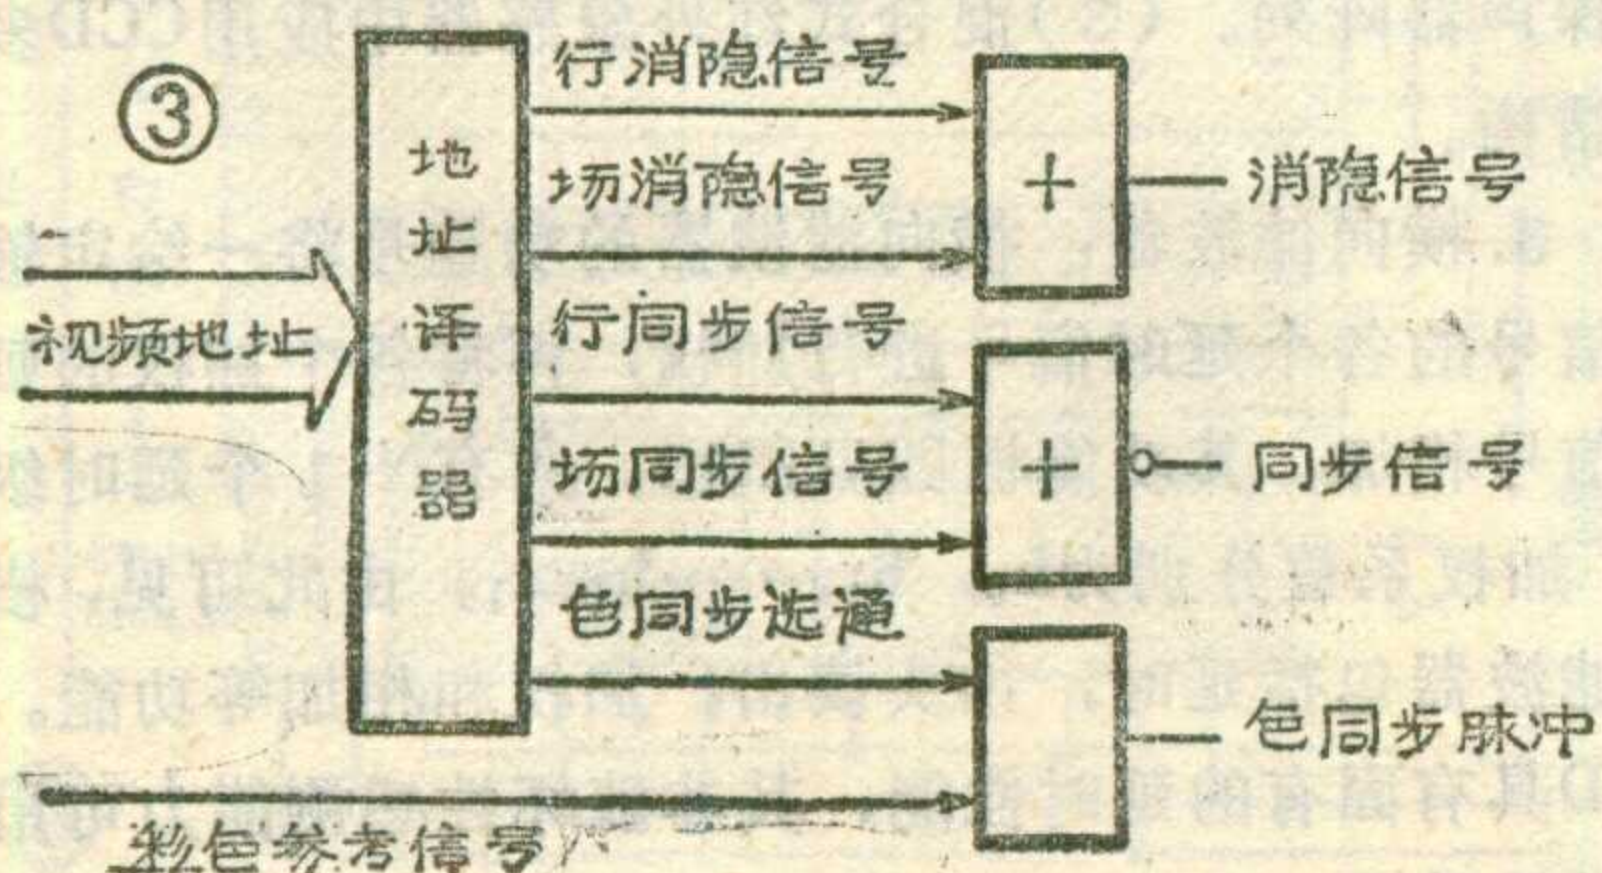 ③
行消隐信号
场消隐信号
行同步信号
场同步信号
色同步选通
地址译码器
视频地址
彩色参考信号
+
+
消隐信号
同步信号
色同步脉冲